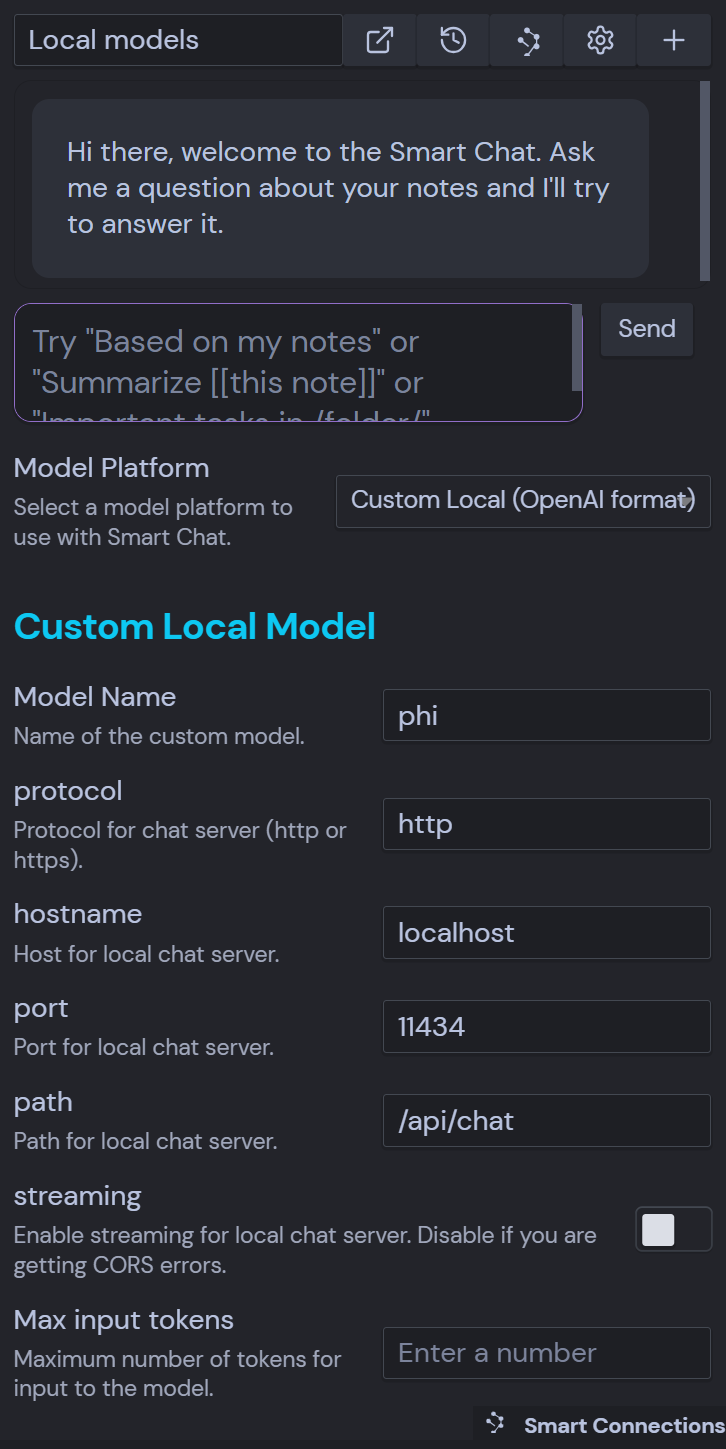 Local models
Hi there, welcome to the Smart Chat. Ask
me a question about your notes and I'll try
to answer it.
Try "Based on my notes" or
"Summarize [[this note]]" or
"Important tasks in /folder/"
Send
Model Platform
Select a model platform to
use with Smart Chat.
Custom Local (OpenAI format)
Custom Local Model
Model Name
Name of the custom model.
phi
protocol
Protocol for chat server (http or
https).
http
hostname
Host for local chat server.
localhost
port
Port for local chat server.
11434
path
Path for local chat server.
/api/chat
streaming
Enable streaming for local chat server. Disable if you are
getting CORS errors.
Max input tokens
Maximum number of tokens for
input to the model.
Enter a number
Smart Connections